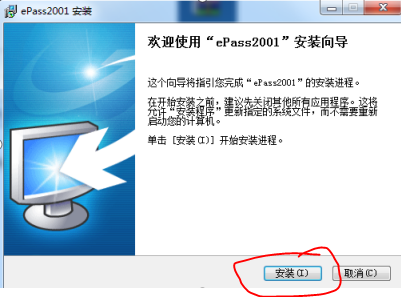 ePass2001 安装
欢迎使用“ePass2001”安装向导
这个向导将指引您完成“ePass2001”的安装进程。
在开始安装之前，建议先关闭其他所有应用程序。这将
允许“安装程序”更新指定的系统文件，而不需要重新
启动您的计算机。
单击 [安装(I)] 开始安装进程。
安装(I)
取消(C)